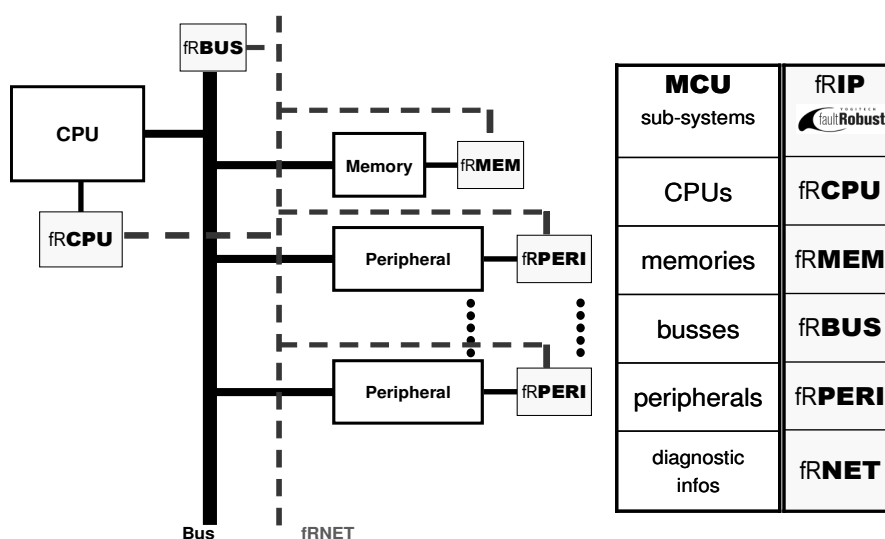 fRBUS
CPU
Memory
fRMEM
fRCPU
Peripheral
fRPERI
Peripheral
fRPERI
Bus
fRNET
MCU
sub-systems
fRIP
YOGITECH
faultRobust
CPUs
fRCPU
memories
fRMEM
busses
fRBUS
peripherals
fRPERI
diagnostic
infos
fRNET